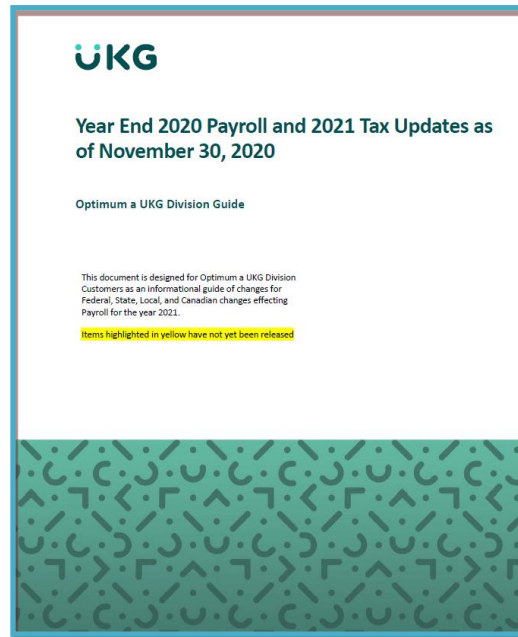 UKG
Year End 2020 Payroll and 2021 Tax Updates as
of November 30, 2020
Optimum a UKG Division Guide
This document is designed for Optimum a UKG Division
Customers as an informational guide of changes for
Federal, State, Local, and Canadian changes effecting
Payroll for the year 2021.
Items highlighted in yellow have not yet been released